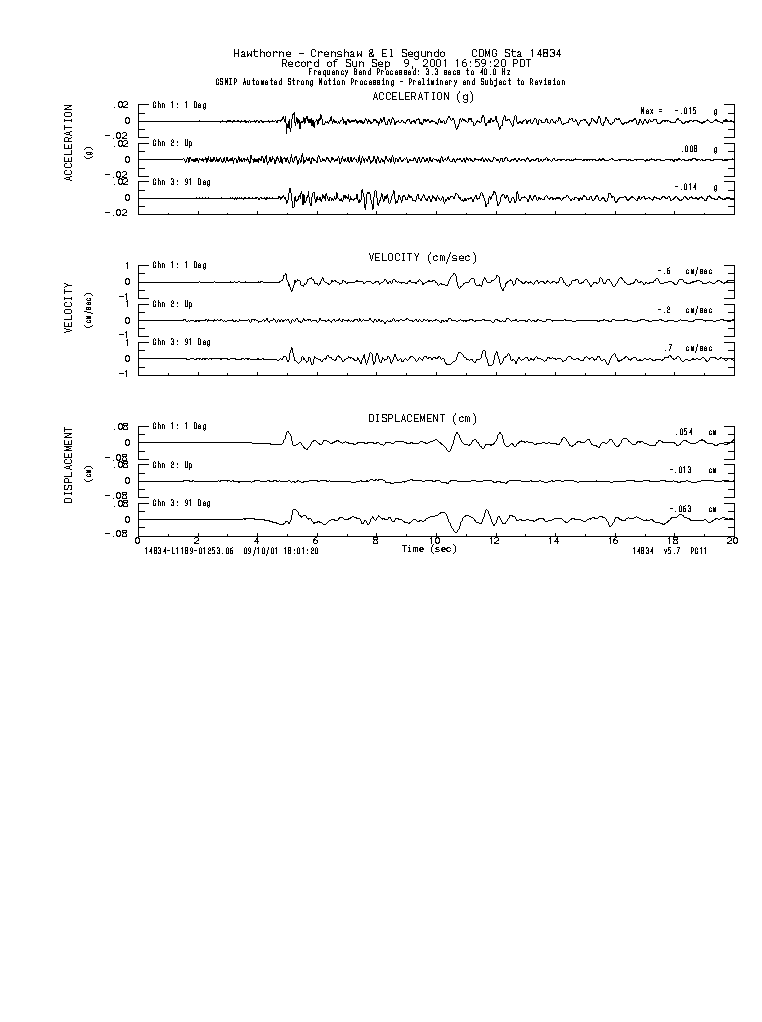 Hawthorne - Crenshaw & El Segundo    CDMG Sta 14834
Record of Sun Sep  9, 2001 16:59:20 PDT
Frequency Band Processed: 3.3 secs to 40.0 Hz
CSMIP Automated Strong Motion Processing - Preliminary and Subject to Revision
ACCELERATION (g)
ACCELERATION
(g)
.02
0
-.02
Chn 1: 1 Deg
Max = -.015 g
.02
0
-.02
Chn 2: Up
.008 g
.02
0
-.02
Chn 3: 91 Deg
-.014 g
VELOCITY (cm/sec)
VELOCITY
(cm/sec)
1
0
-1
Chn 1: 1 Deg
-.6 cm/sec
1
0
-1
Chn 2: Up
-.2 cm/sec
1
0
-1
Chn 3: 91 Deg
.7 cm/sec
DISPLACEMENT (cm)
DISPLACEMENT
(cm)
.08
0
-.08
Chn 1: 1 Deg
.054 cm
.08
0
-.08
Chn 2: Up
-.013 cm
.08
0
-.08
Chn 3: 91 Deg
-.063 cm
0 2 4 6 8 10 12 14 16 18 20
Time (sec)
14834-L1189-01253.06  09/10/01 18:01:20
14834  v5.7  PC11